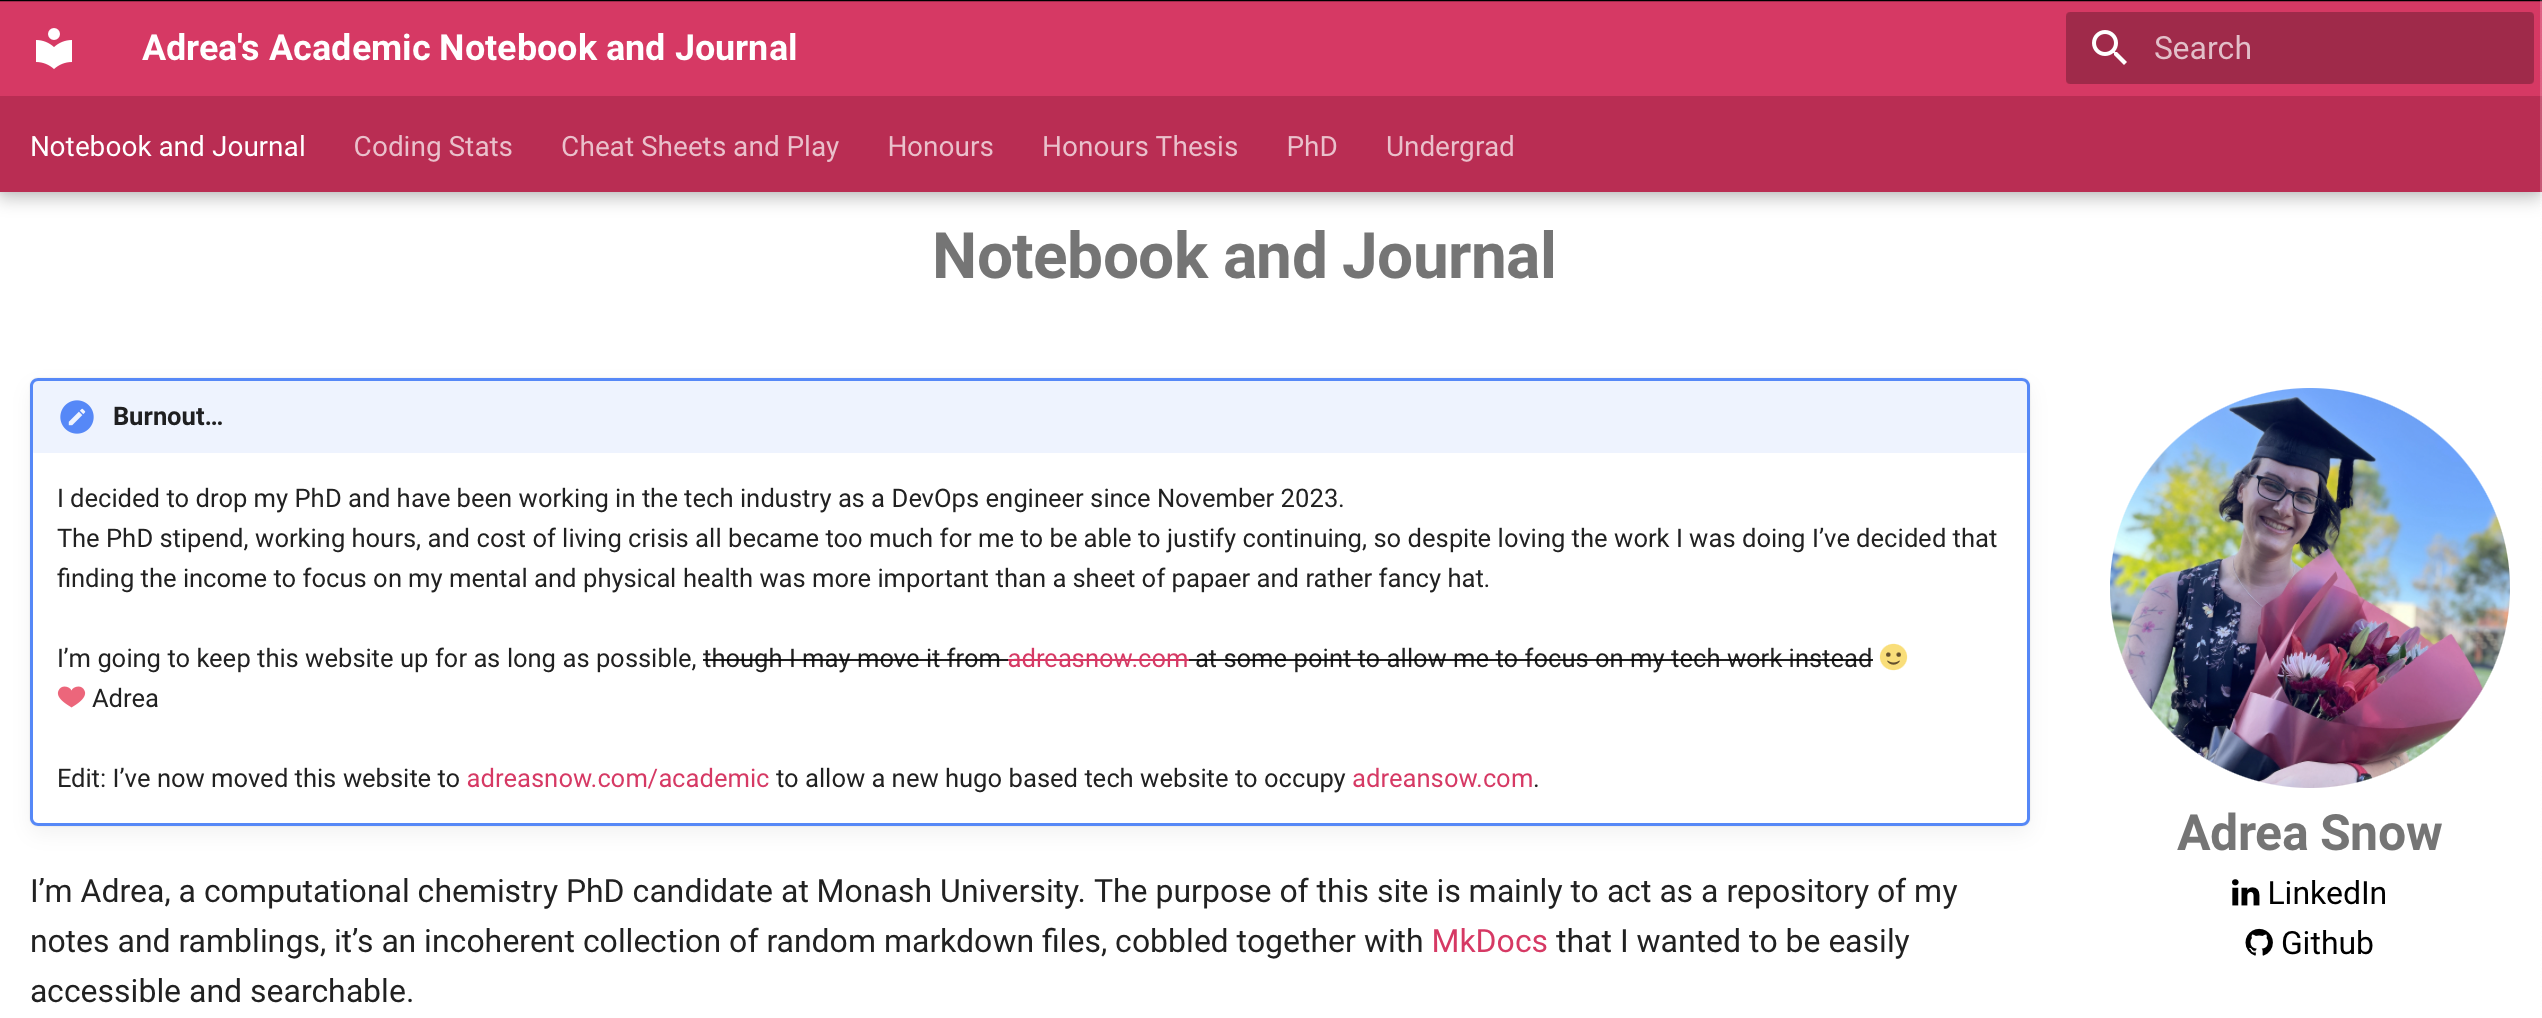 Adrea's Academic Notebook and Journal
Search
Notebook and Journal Coding Stats Cheat Sheets and Play Honours Honours Thesis PhD Undergrad
Notebook and Journal
Burnout…
I decided to drop my PhD and have been working in the tech industry as a DevOps engineer since November 2023.
The PhD stipend, working hours, and cost of living crisis all became too much for me to be able to justify continuing, so despite loving the work I was doing I’ve decided that
finding the income to focus on my mental and physical health was more important than a sheet of papaer and rather fancy hat.
I’m going to keep this website up for as long as possible, though I may move it from adreasnow.com at some point to allow me to focus on my tech work instead 🙂
❤️ Adrea
Edit: I’ve now moved this website to adreasnow.com/academic to allow a new hugo based tech website to occupy adreansow.com.
Adrea Snow
LinkedIn
Github
I’m Adrea, a computational chemistry PhD candidate at Monash University. The purpose of this site is mainly to act as a repository of my
notes and ramblings, it’s an incoherent collection of random markdown files, cobbled together with MkDocs that I wanted to be easily
accessible and searchable.